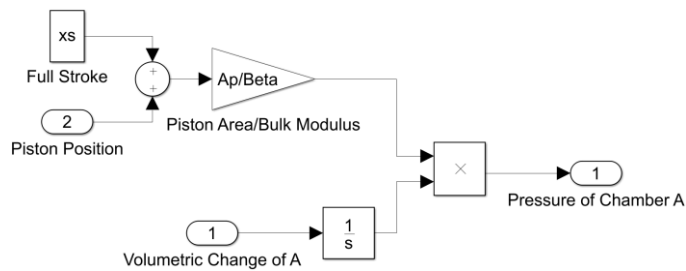 xs
Full Stroke
+
+
Ap/Beta
Piston Area/Bulk Modulus
2
Piston Position
×
1
Pressure of Chamber A
1
Volumetric Change of A
1
s